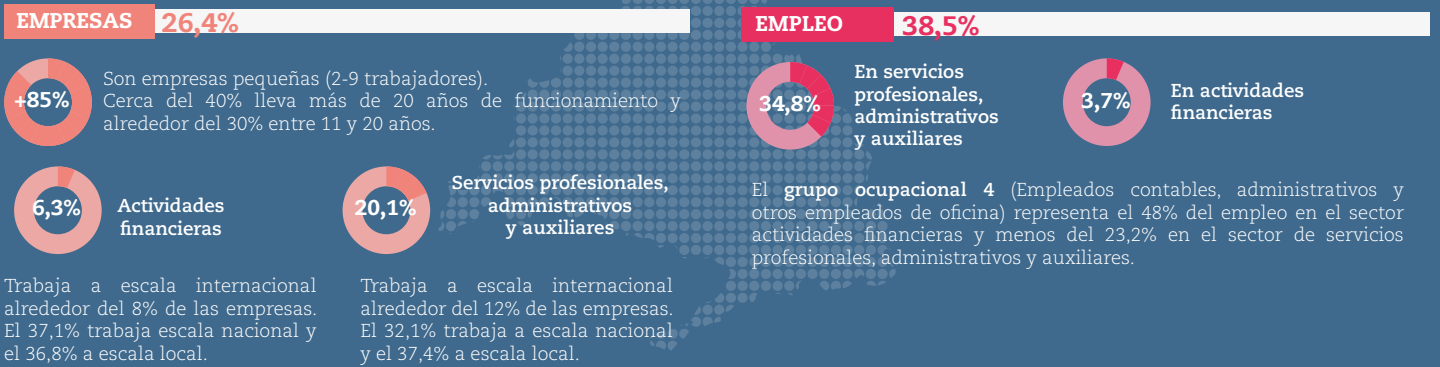 EMPRESAS 26,4%
+85%
Son empresas pequeñas (2-9 trabajadores).
Cerca del 40% lleva más de 20 años de funcionamiento y
alrededor del 30% entre 11 y 20 años.
6,3%
Actividades
financieras
20,1%
Servicios profesionales,
administrativos
y auxiliares
Trabaja a escala internacional
alrededor del 8% de las empresas.
El 37,1% trabaja escala nacional y
el 36,8% a escala local.
Trabaja a escala internacional
alrededor del 12% de las empresas.
El 32,1% trabaja a escala nacional
y el 37,4% a escala local.
EMPLEO 38,5%
34,8%
En servicios
profesionales,
administrativos
y auxiliares
3,7%
En actividades
financieras
El grupo ocupacional 4 (Empleados contables, administrativos y
otros empleados de oficina) representa el 48% del empleo en el sector
actividades financieras y menos del 23,2% en el sector de servicios
profesionales, administrativos y auxiliares.